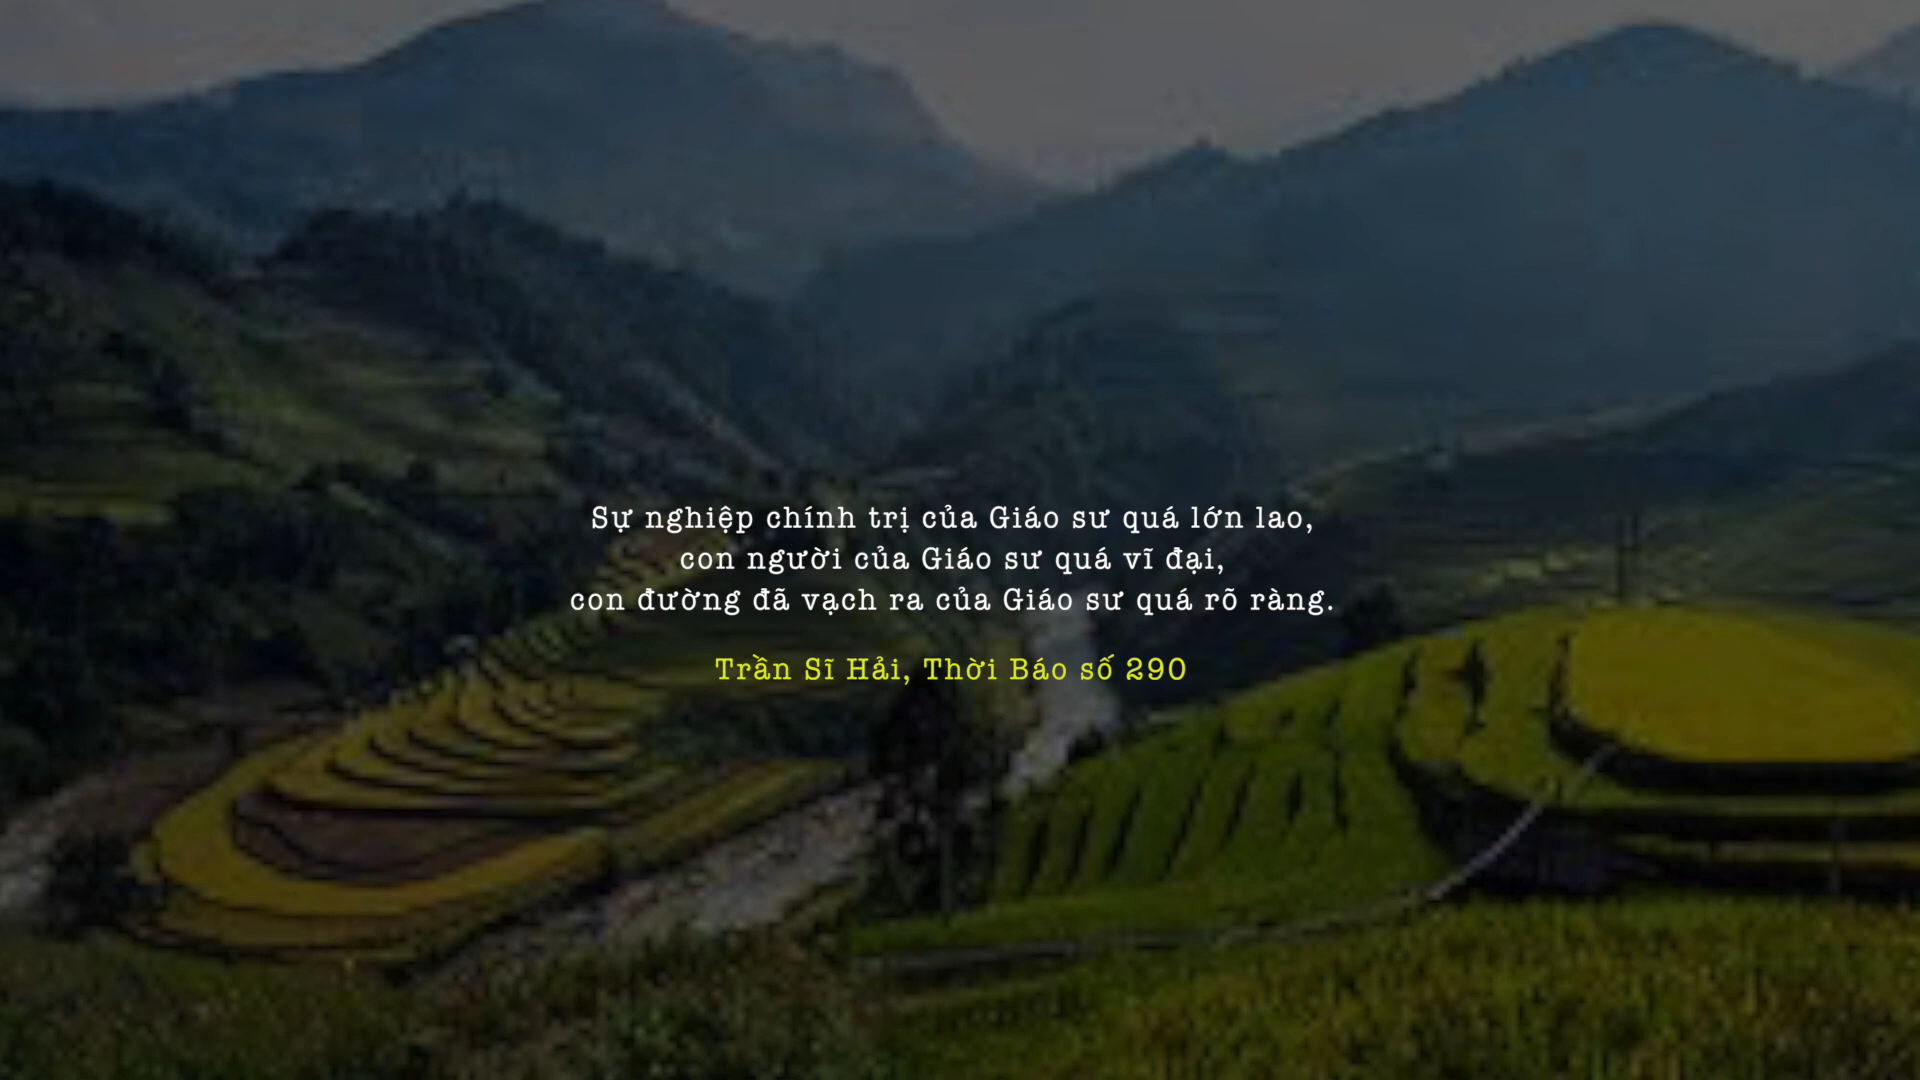 Sự nghiệp chính trị của Giáo sư quá lớn lao,
con người của Giáo sư quá vĩ đại,
con đường đã vạch ra của Giáo sư quá rõ ràng.
Trần Sĩ Hải, Thời Báo số 290